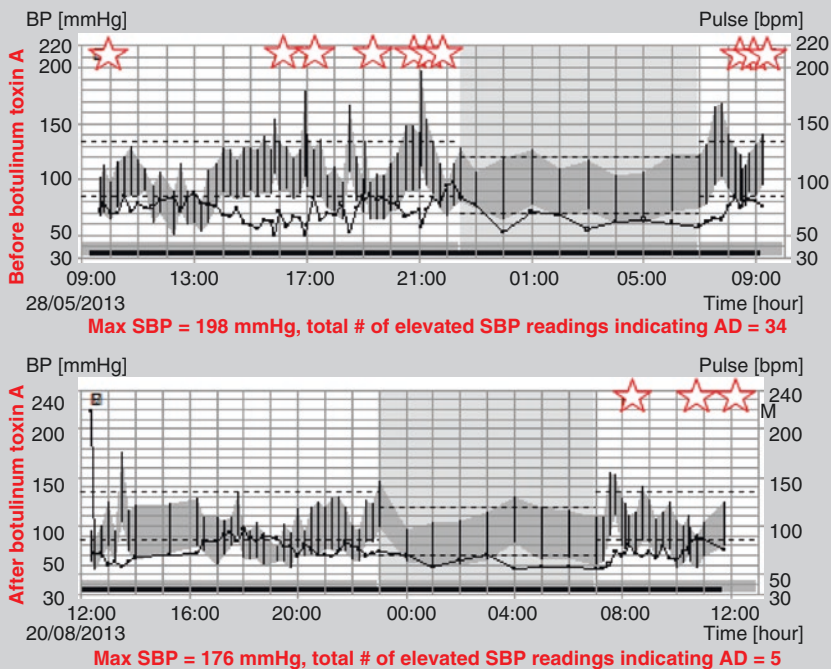 BP [mmHg] Pulse [bpm]
Before botulinum toxin A
220 220
200 200
150 150
100 100
50 50
30 30
09:00 13:00 17:00 21:00 01:00 05:00 09:00
28/05/2013 Time [hour]
Max SBP = 198 mmHg, total # of elevated SBP readings indicating AD = 34
BP [mmHg] Pulse [bpm]
After botulinum toxin A
240 240
M
200 200
150 150
100 100
50 50
30 30
12:00 16:00 20:00 00:00 04:00 08:00 12:00
20/08/2013 Time [hour]
Max SBP = 176 mmHg, total # of elevated SBP readings indicating AD = 5